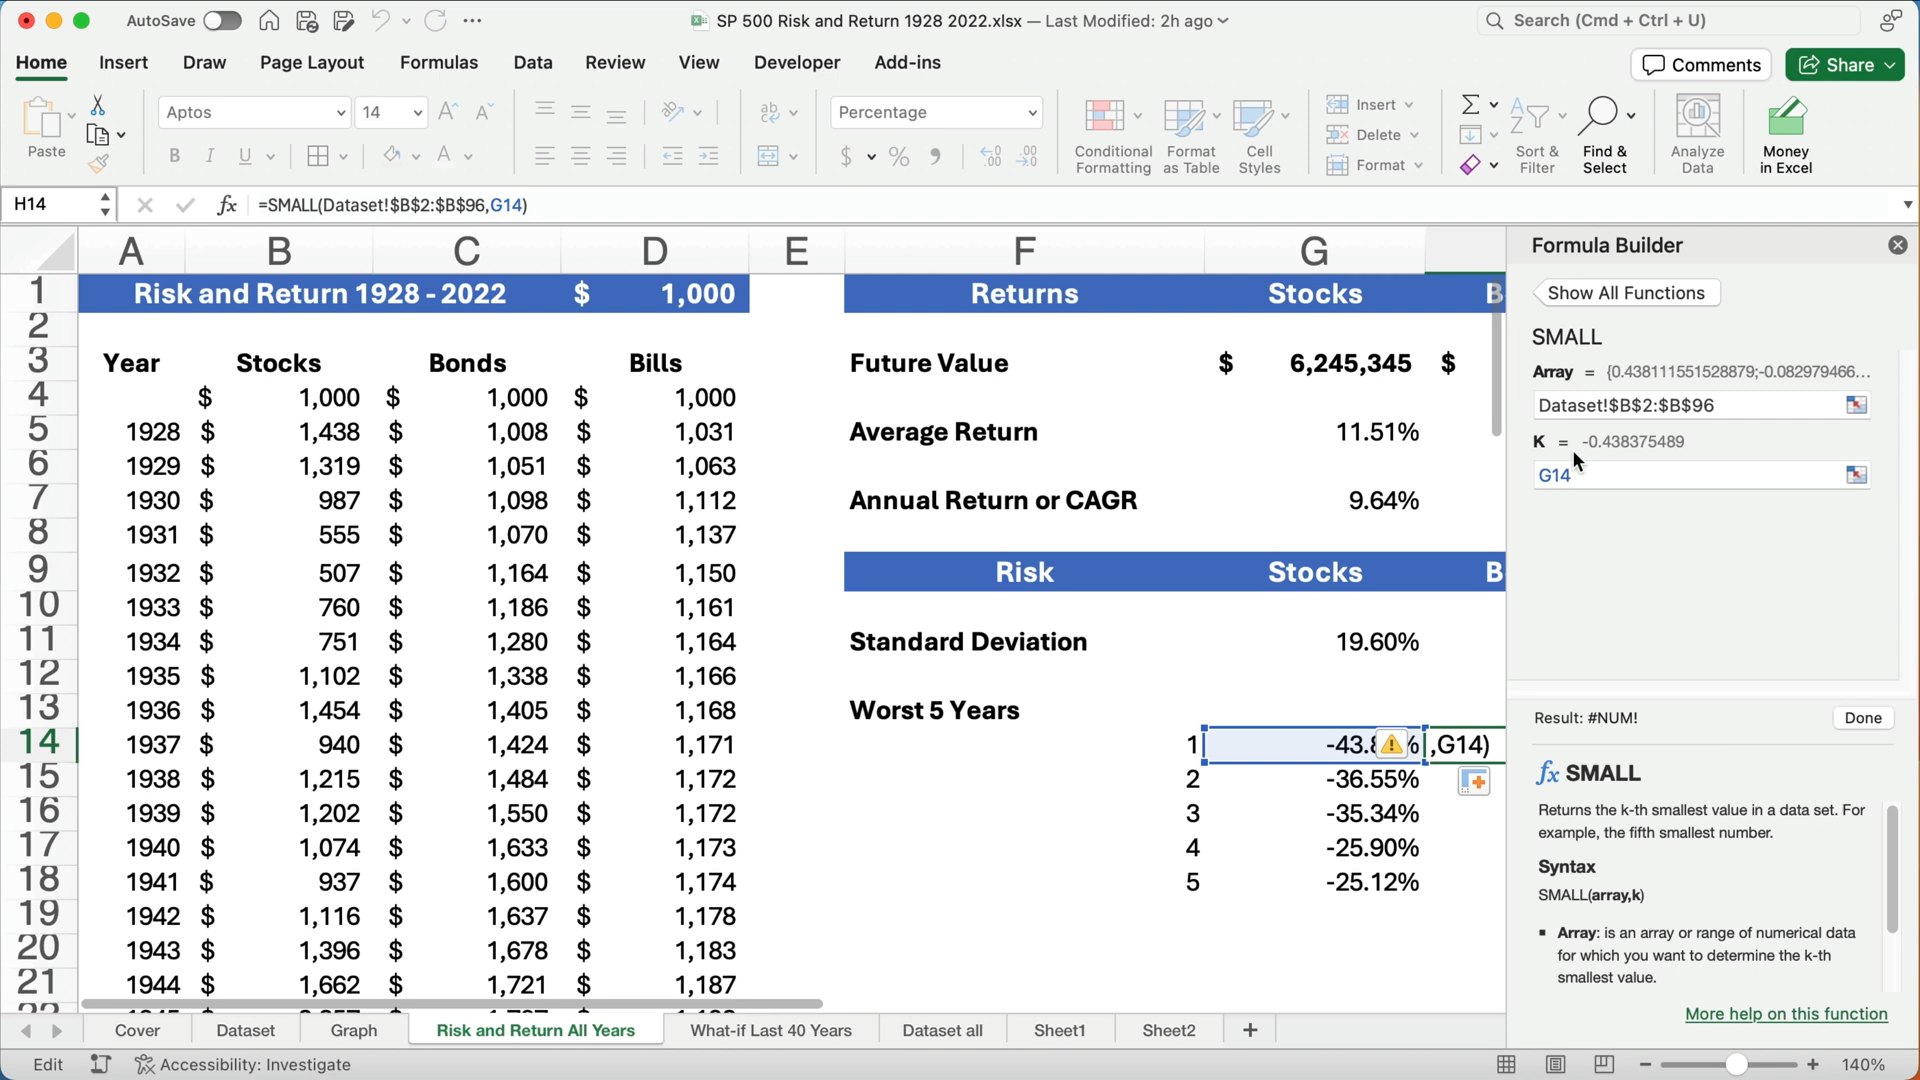 AutoSave
SP 500 Risk and Return 1928 2022.xlsx — Last Modified: 2h ago
Search (Cmd + Ctrl + U)
Home Insert Draw Page Layout Formulas Data Review View Developer Add-ins
Comments
Share
Paste
Aptos
14
B I U A
Percentage
$ %
Conditional Formatting
Format as Table
Cell Styles
Insert
Delete
Format
Sort & Filter
Find & Select
Analyze Data
Money in Excel
H14
fx =SMALL(Dataset!$B$2:$B$96,G14)
A B C D E F G
1 Risk and Return 1928 - 2022 $ 1,000 Returns Stocks B
2
3 Year Stocks Bonds Bills Future Value $ 6,245,345 $
4 $ 1,000 $ 1,000 $ 1,000
5 1928 $ 1,438 $ 1,008 $ 1,031 Average Return 11.51%
6 1929 $ 1,319 $ 1,051 $ 1,063
7 1930 $ 987 $ 1,098 $ 1,112 Annual Return or CAGR 9.64%
8 1931 $ 555 $ 1,070 $ 1,137
9 1932 $ 507 $ 1,164 $ 1,150 Risk Stocks B
10 1933 $ 760 $ 1,186 $ 1,161
11 1934 $ 751 $ 1,280 $ 1,164 Standard Deviation 19.60%
12 1935 $ 1,102 $ 1,338 $ 1,166
13 1936 $ 1,454 $ 1,405 $ 1,168 Worst 5 Years
14 1937 $ 940 $ 1,424 $ 1,171 1 ,G14)
15 1938 $ 1,215 $ 1,484 $ 1,172 2 -36.55%
16 1939 $ 1,202 $ 1,550 $ 1,172 3 -35.34%
17 1940 $ 1,074 $ 1,633 $ 1,173 4 -25.90%
18 1941 $ 937 $ 1,600 $ 1,174 5 -25.12%
19 1942 $ 1,116 $ 1,637 $ 1,178
20 1943 $ 1,396 $ 1,678 $ 1,183
21 1944 $ 1,662 $ 1,721 $ 1,187
Formula Builder
Show All Functions
SMALL
Array = {0.438111551528879;-0.082979466...
Dataset!$B$2:$B$96
K = -0.438375489
G14
Result: #NUM!
Done
fx SMALL
Returns the k-th smallest value in a data set. For
example, the fifth smallest number.
Syntax
SMALL(array,k)
▪ Array: is an array or range of numerical data
for which you want to determine the k-th
smallest value.
More help on this function
Cover Dataset Graph Risk and Return All Years What-if Last 40 Years Dataset all Sheet1 Sheet2 +
Edit
Accessibility: Investigate
140%